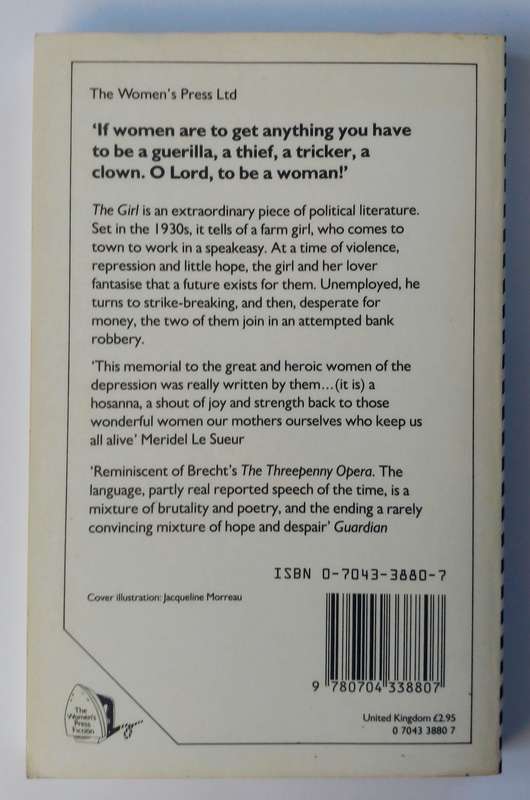 The Women's Press Ltd
‘If women are to get anything you have
to be a guerilla, a thief, a tricker, a
clown. O Lord, to be a woman!’
The Girl is an extraordinary piece of political literature.
Set in the 1930s, it tells of a farm girl, who comes to
town to work in a speakeasy. At a time of violence,
repression and little hope, the girl and her lover
fantasise that a future exists for them. Unemployed, he
turns to strike-breaking, and then, desperate for
money, the two of them join in an attempted bank
robbery.
‘This memorial to the great and heroic women of the
depression was really written by them...(it is) a
hosanna, a shout of joy and strength back to those
wonderful women our mothers ourselves who keep us
all alive’ Meridel Le Sueur
‘Reminiscent of Brecht's The Threepenny Opera. The
language, partly real reported speech of the time, is a
mixture of brutality and poetry, and the ending a rarely
convincing mixture of hope and despair’ Guardian
ISBN 0-7043-3880-7
Cover illustration: Jacqueline Morreau
9 780704 338807
The
Women's
Press
Fiction
United Kingdom £2.95
0 7043 3880 7